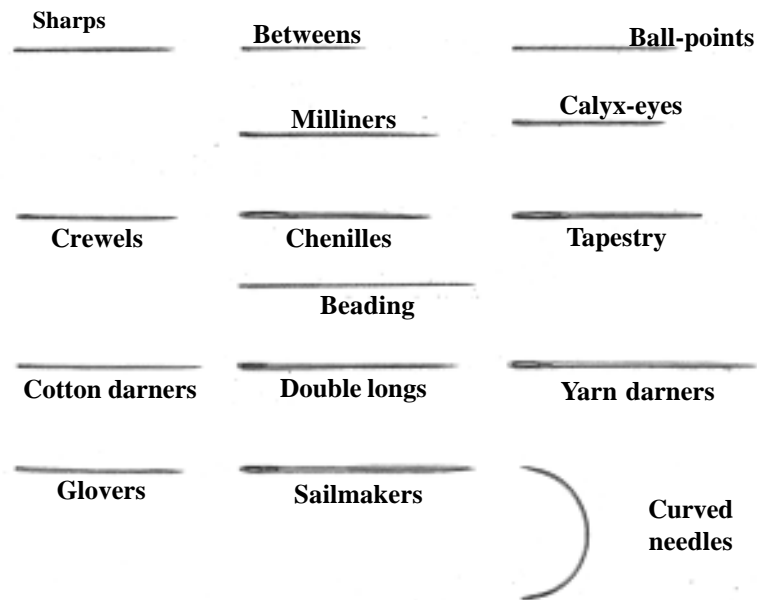 Sharps
Betweens
Ball-points
Milliners
Calyx-eyes
Crewels
Chenilles
Tapestry
Beading
Cotton darners
Double longs
Yarn darners
Glovers
Sailmakers
Curved
needles